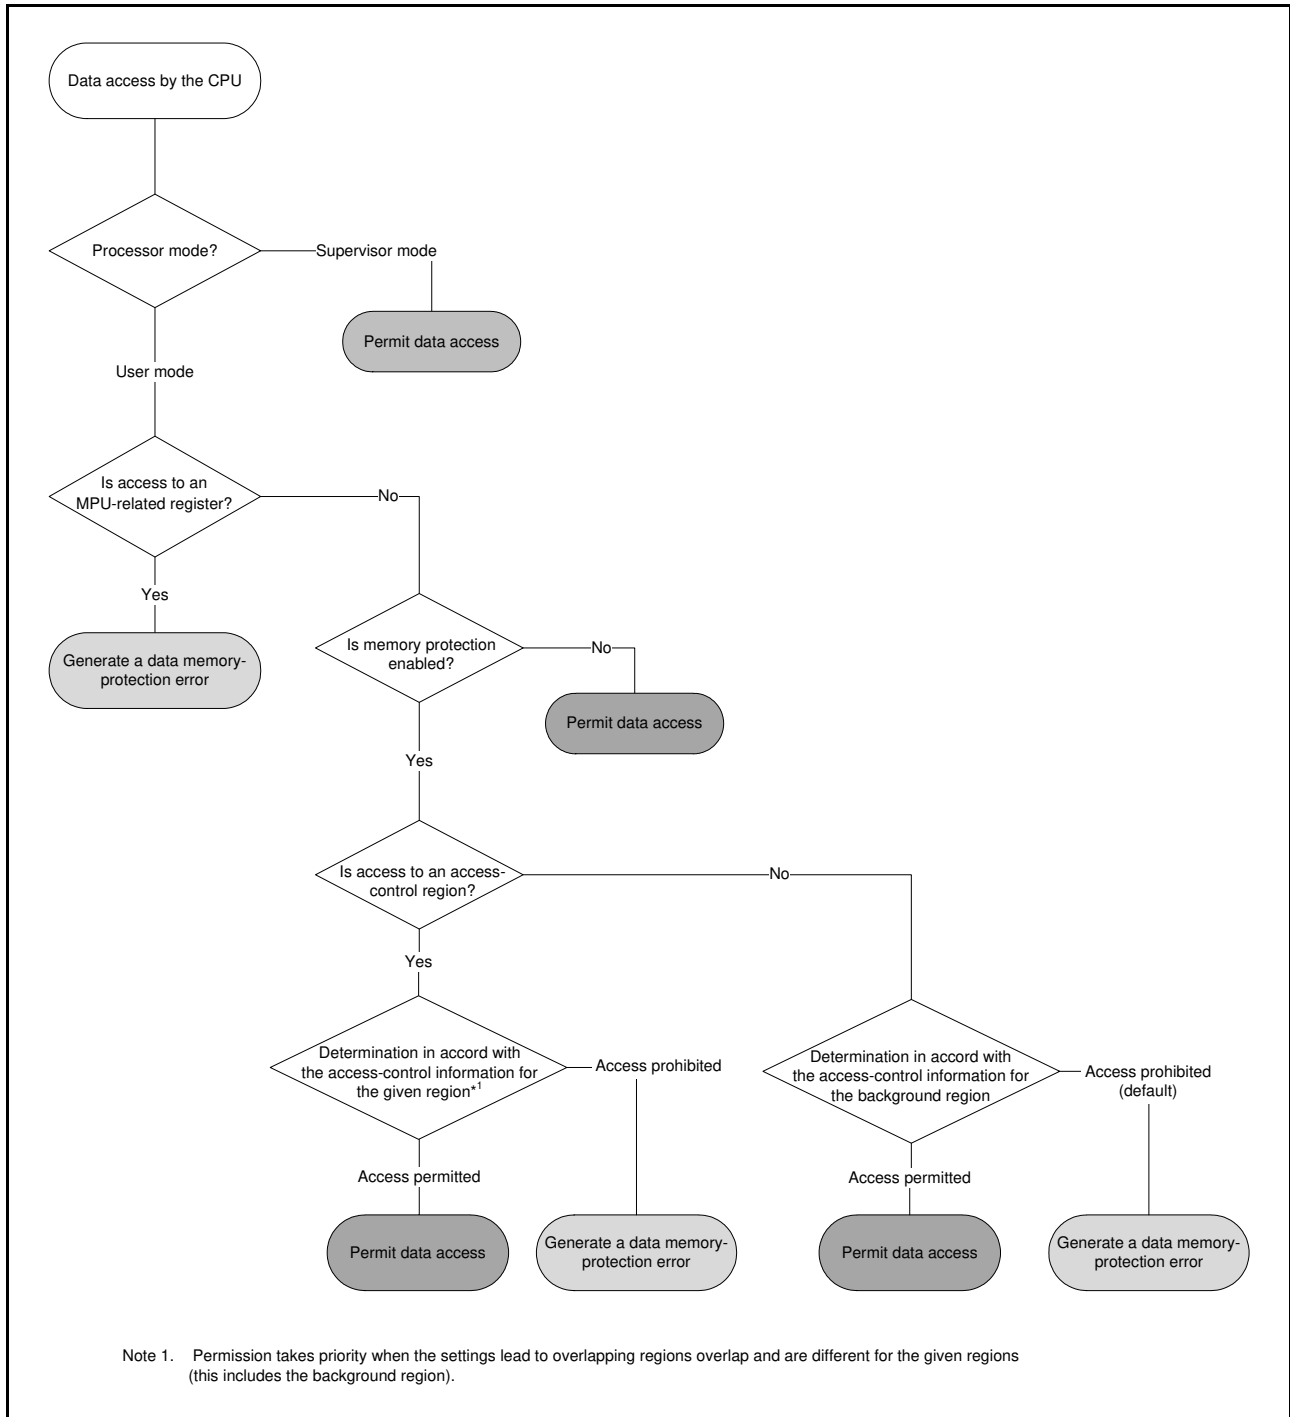 Data access by the CPU
Processor mode?
Supervisor mode
Permit data access
User mode
Is access to an
MPU-related register?
No
Yes
Generate a data memory-
protection error
Is memory protection
enabled?
No
Permit data access
Yes
Is access to an access-
control region?
No
Yes
Determination in accord with
the access-control information for
the given region*1
Access prohibited
Determination in accord with
the access-control information for
the background region
Access prohibited
(default)
Access permitted
Access permitted
Permit data access
Generate a data memory-
protection error
Permit data access
Generate a data memory-
protection error
Note 1. Permission takes priority when the settings lead to overlapping regions overlap and are different for the given regions
(this includes the background region).